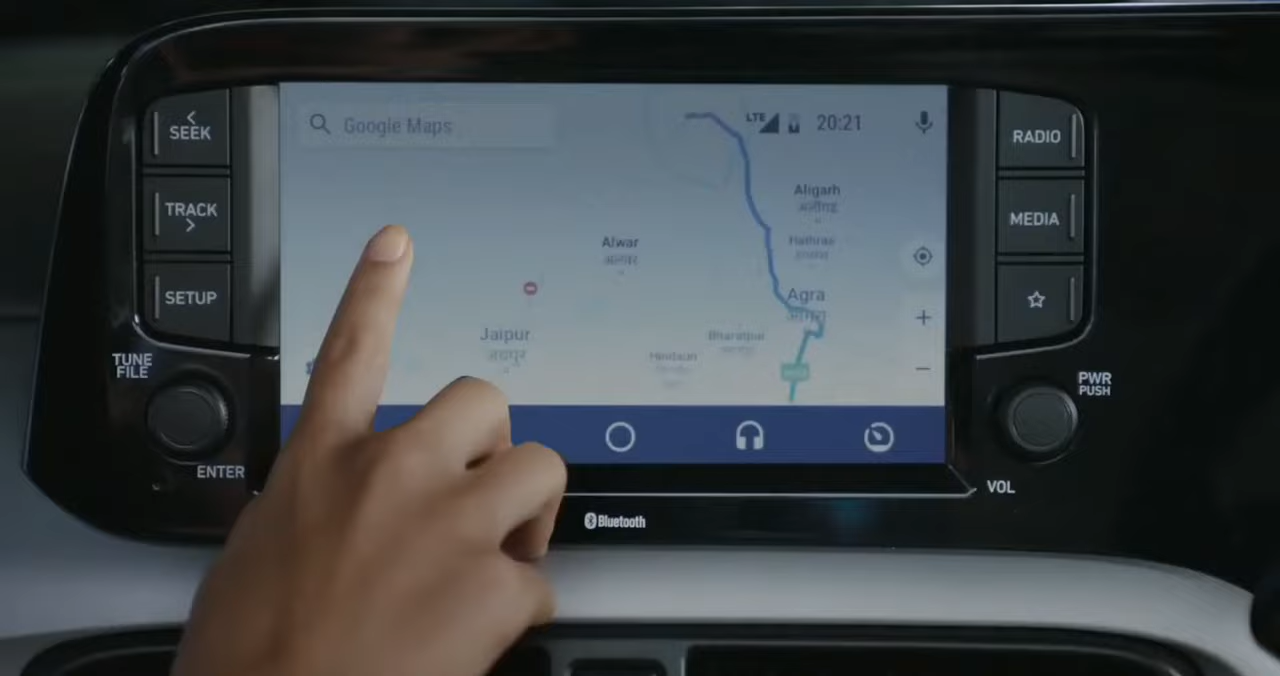 SEEK
TRACK
SETUP
TUNE
FILE
ENTER
Google Maps
LTE
20:21
Aligarh
अलीगढ़
Hathras
Alwar
अलवर
Agra
आगरा
Jaipur
जयपुर
Bharatpur
Hindaun
RADIO
MEDIA
PWR
PUSH
VOL
Bluetooth